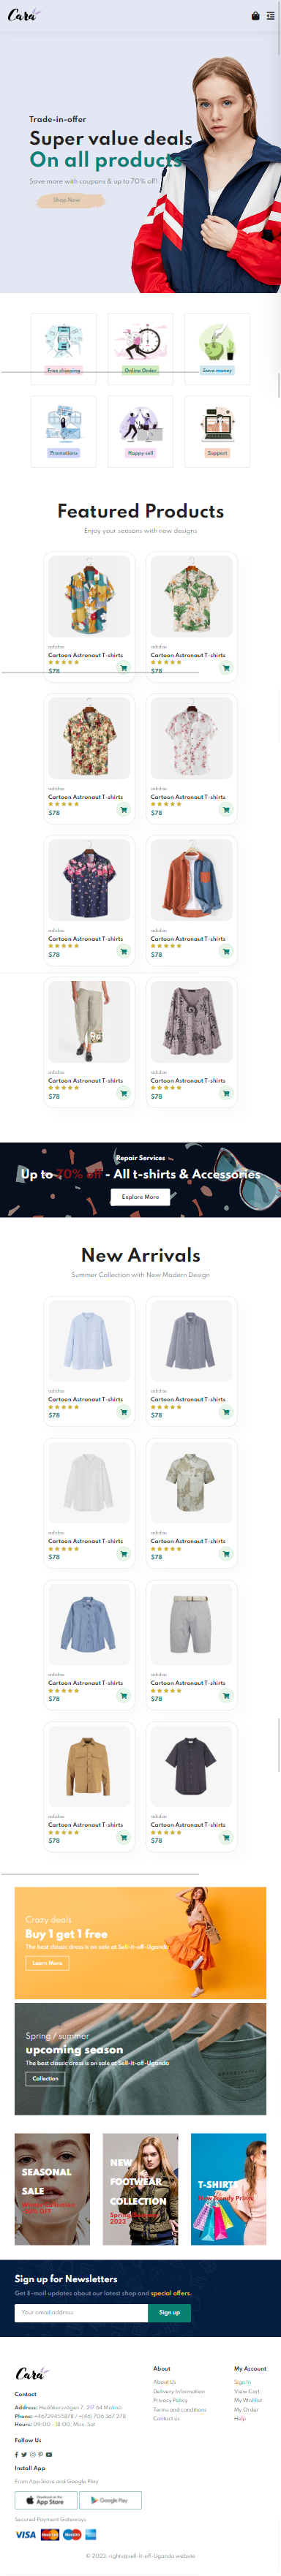 Cara
Trade-in-offer
Super value deals
On all products
Save more with coupons & up to 70% off!
Shop Now
Free shipping
Online Order
Save money
Promotions
Happy sell
Support
Featured Products
Enjoy your seasons with new designs
adidas
Cartoon Astronaut T-shirts
$78
adidas
Cartoon Astronaut T-shirts
$78
adidas
Cartoon Astronaut T-shirts
$78
adidas
Cartoon Astronaut T-shirts
$78
adidas
Cartoon Astronaut T-shirts
$78
adidas
Cartoon Astronaut T-shirts
$78
adidas
Cartoon Astronaut T-shirts
$78
adidas
Cartoon Astronaut T-shirts
$78
Repair Services
Up to 70% off - All t-shirts & Accessories
Explore More
New Arrivals
Summer Collection with New Modern Design
adidas
Cartoon Astronaut T-shirts
$78
adidas
Cartoon Astronaut T-shirts
$78
adidas
Cartoon Astronaut T-shirts
$78
adidas
Cartoon Astronaut T-shirts
$78
adidas
Cartoon Astronaut T-shirts
$78
adidas
Cartoon Astronaut T-shirts
$78
adidas
Cartoon Astronaut T-shirts
$78
adidas
Cartoon Astronaut T-shirts
$78
Crazy deals
Buy 1 get 1 free
The best classic dress is on sale at Sell-it-off-Uganda
Learn More
Spring / summer
upcoming season
The best classic dress is on sale at Sell-it-off-Uganda
Collection
SEASONAL
SALE
Winter Collection
-50% OFF
NEW
FOOTWEAR
COLLECTION
Spring / Summer
2023
T-SHIRTS
New Trendy Prints
Sign up for Newsletters
Get E-mail updates about our latest shop and special offers.
Your email address
Sign up
Cara
Contact
Address: Hedåkersvägen 7, 217 64 Malmö
Phone: +46729455878 / +(46) 706 367 278
Hours: 09:00 - 18:00, Mon-Sat
Follow Us
Install App
From App Store and Google Play
App Store
Google Play
Secured Payment Gateways
VISA
About
About Us
Delivery Information
Privacy Policy
Terms and conditions
Contact us
My Account
Sign In
View Cart
My Wishlist
My Order
Help
© 2023, rights@sell-it-off-Uganda website